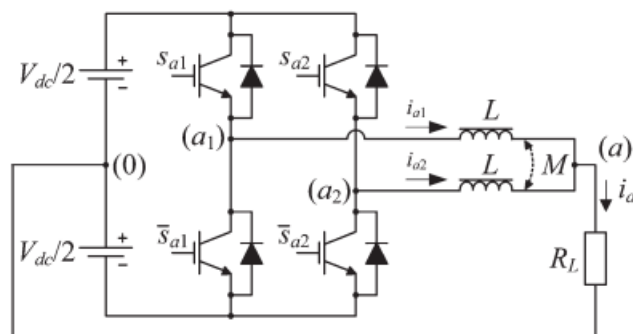 V_dc/2
+
−
s_a1
s_a2
(a_1)
i_a1
L
(0)
i_a2
L
M
(a)
(a_2)
i_a
V_dc/2
+
−
s̅_a1
s̅_a2
R_L